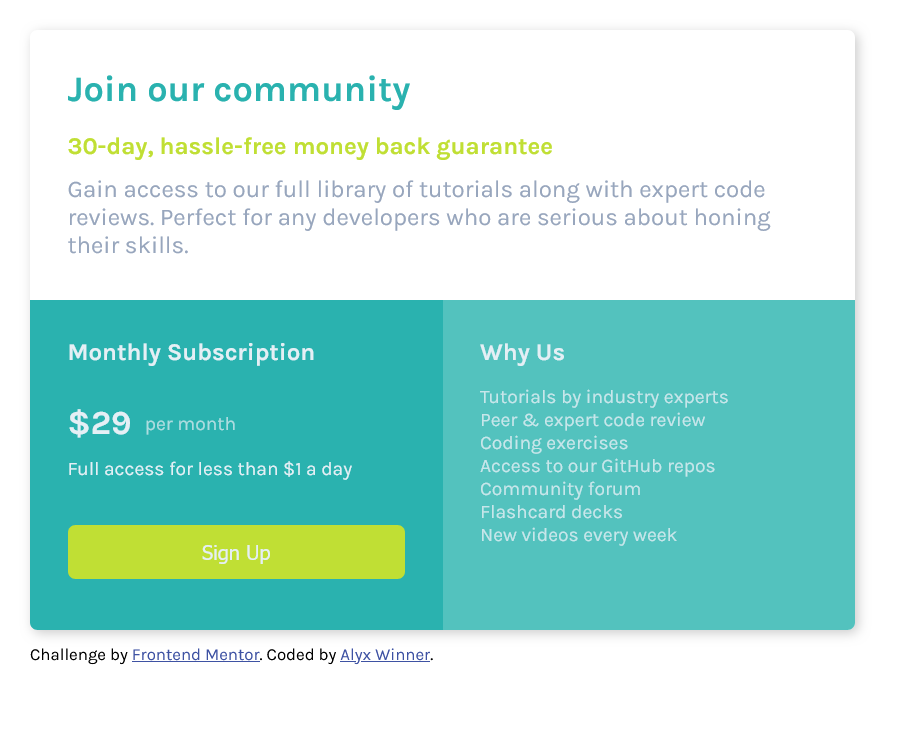 Join our community
30-day, hassle-free money back guarantee
Gain access to our full library of tutorials along with expert code
reviews. Perfect for any developers who are serious about honing
their skills.
Monthly Subscription
$29 per month
Full access for less than $1 a day
Sign Up
Why Us
Tutorials by industry experts
Peer & expert code review
Coding exercises
Access to our GitHub repos
Community forum
Flashcard decks
New videos every week
Challenge by Frontend Mentor. Coded by Alyx Winner.